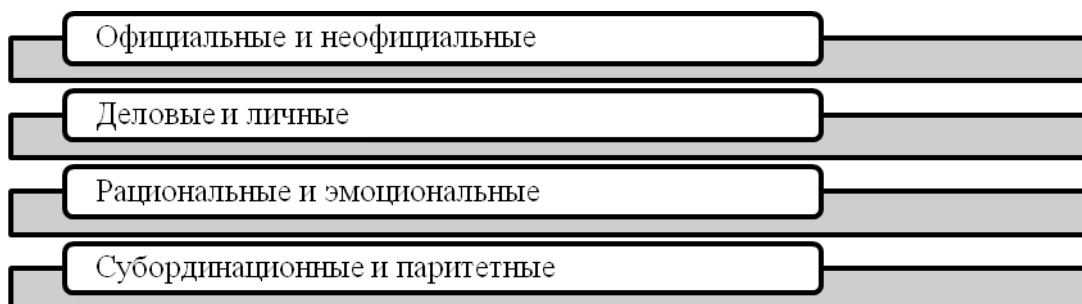 Официальные и неофициальные
Деловые и личные
Рациональные и эмоциональные
Субординационные и паритетные